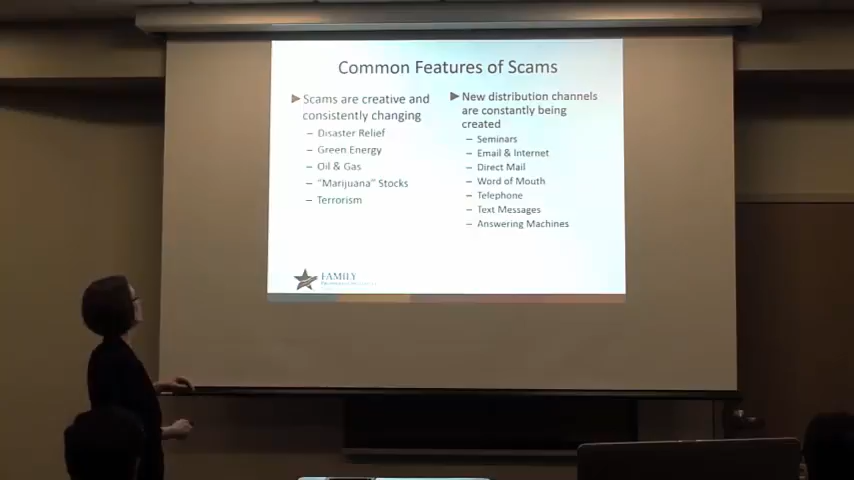 Common Features of Scams
▶ Scams are creative and
consistently changing
– Disaster Relief
– Green Energy
– Oil & Gas
– "Marijuana" Stocks
– Terrorism
▶ New distribution channels
are constantly being
created
– Seminars
– Email & Internet
– Direct Mail
– Word of Mouth
– Telephone
– Text Messages
– Answering Machines
FAMILY